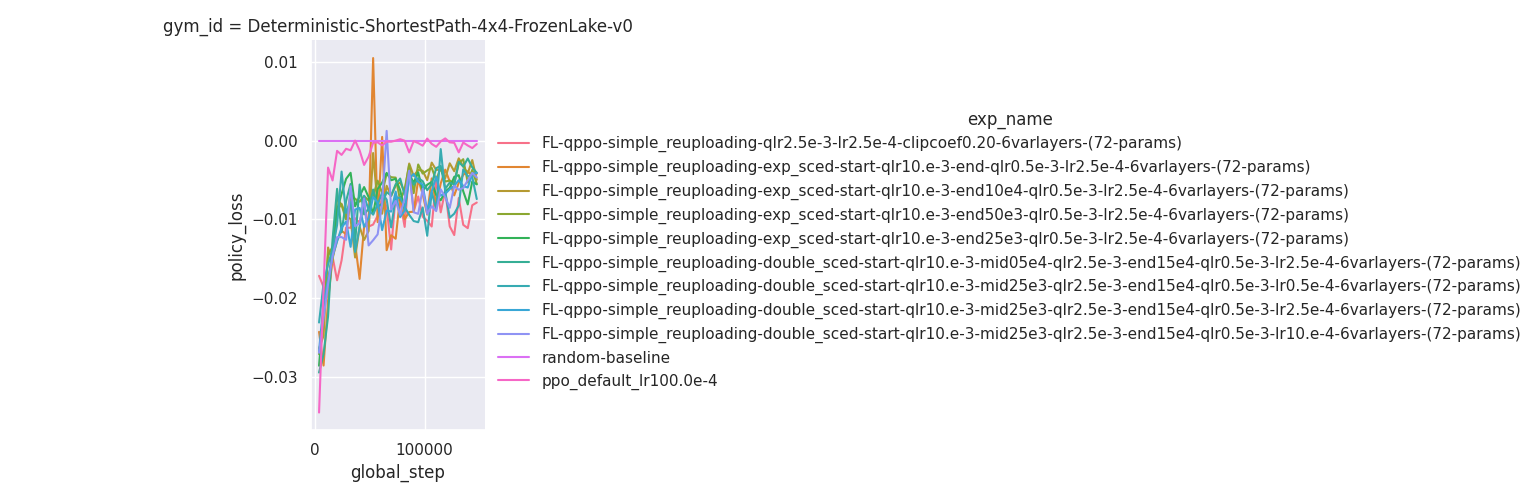 gym_id = Deterministic-ShortestPath-4x4-FrozenLake-v0
0.01
0.00
−0.01
−0.02
−0.03
policy_loss
0
100000
global_step
exp_name
FL-qppo-simple_reuploading-qlr2.5e-3-lr2.5e-4-clipcoef0.20-6varlayers-(72-params)
FL-qppo-simple_reuploading-exp_sced-start-qlr10.e-3-end-qlr0.5e-3-lr2.5e-4-6varlayers-(72-params)
FL-qppo-simple_reuploading-exp_sced-start-qlr10.e-3-end10e4-qlr0.5e-3-lr2.5e-4-6varlayers-(72-params)
FL-qppo-simple_reuploading-exp_sced-start-qlr10.e-3-end50e3-qlr0.5e-3-lr2.5e-4-6varlayers-(72-params)
FL-qppo-simple_reuploading-exp_sced-start-qlr10.e-3-end25e3-qlr0.5e-3-lr2.5e-4-6varlayers-(72-params)
FL-qppo-simple_reuploading-double_sced-start-qlr10.e-3-mid05e4-qlr2.5e-3-end15e4-qlr0.5e-3-lr2.5e-4-6varlayers-(72-params)
FL-qppo-simple_reuploading-double_sced-start-qlr10.e-3-mid25e3-qlr2.5e-3-end15e4-qlr0.5e-3-lr0.5e-4-6varlayers-(72-params)
FL-qppo-simple_reuploading-double_sced-start-qlr10.e-3-mid25e3-qlr2.5e-3-end15e4-qlr0.5e-3-lr2.5e-4-6varlayers-(72-params)
FL-qppo-simple_reuploading-double_sced-start-qlr10.e-3-mid25e3-qlr2.5e-3-end15e4-qlr0.5e-3-lr10.e-4-6varlayers-(72-params)
random-baseline
ppo_default_lr100.0e-4